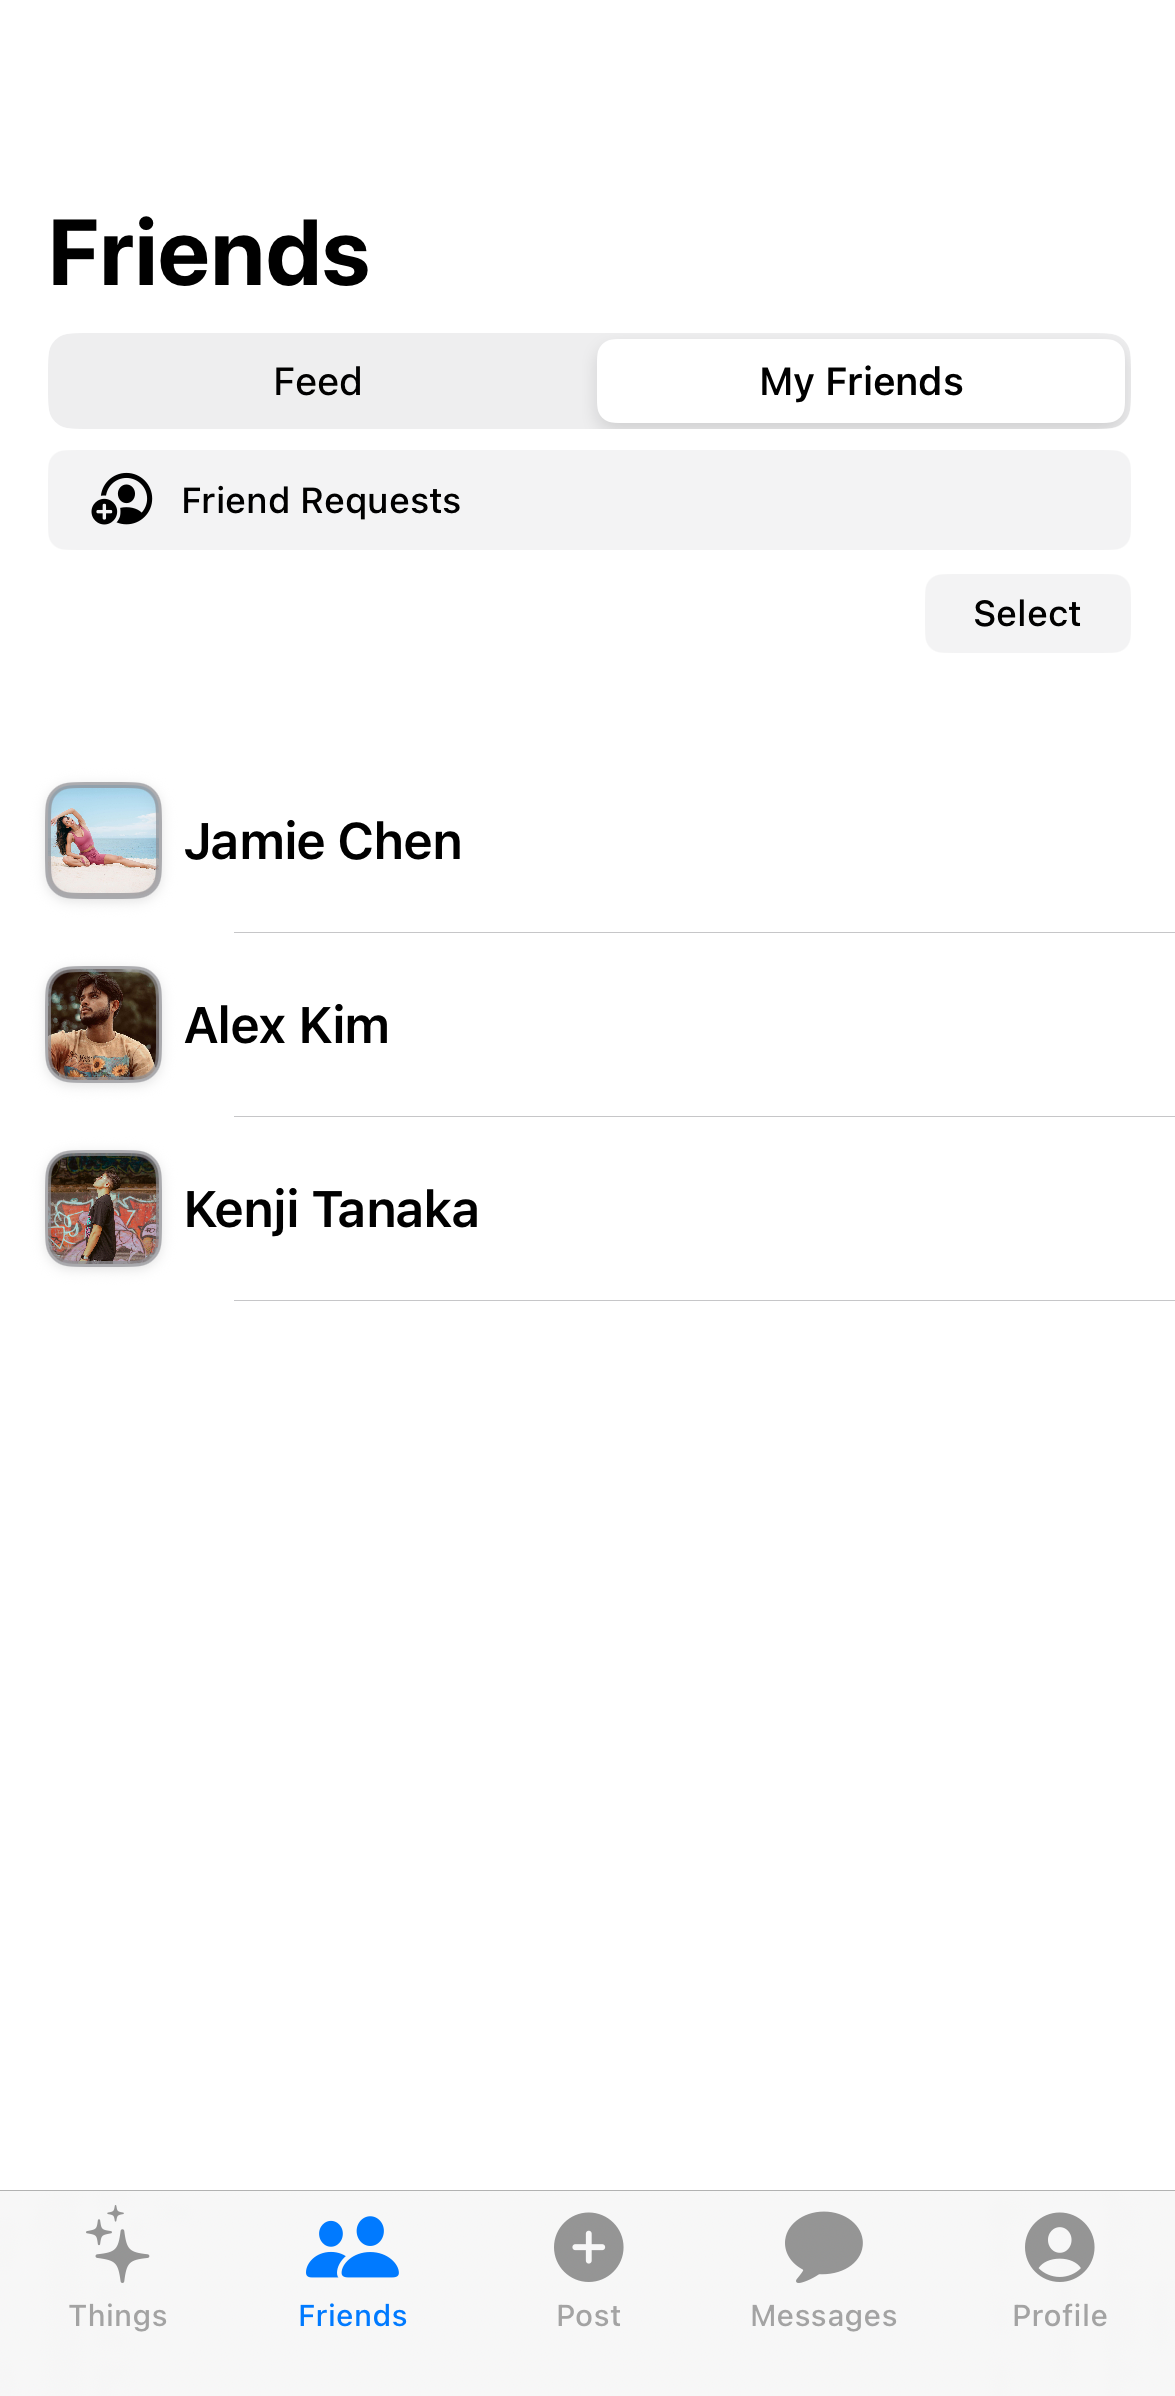 Friends
Feed
My Friends
Friend Requests
Select
Jamie Chen
Alex Kim
Kenji Tanaka
Things
Friends
Post
Messages
Profile